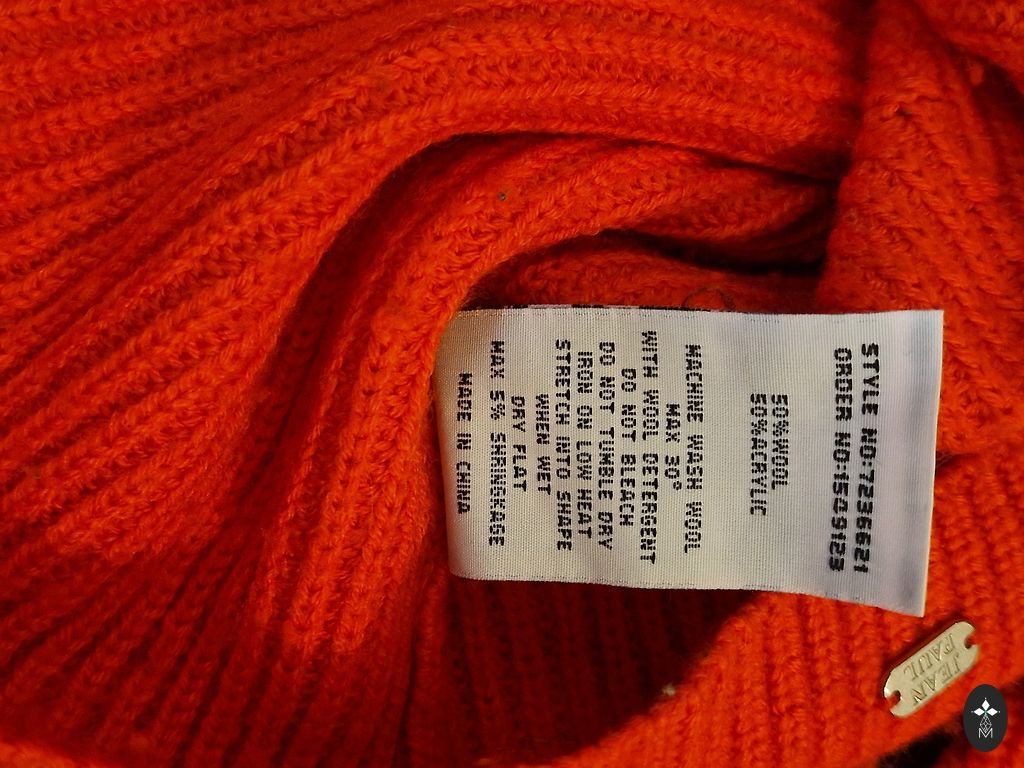 STYLE NO:7236621
ORDER NO:1509123
50%WOOL
50%ACRYLIC
MACHINE WASH WOOL
MAX 30°
WITH WOOL DETERGENT
DO NOT BLEACH
DO NOT TUMBLE DRY
IRON ON LOW HEAT
STRETCH INTO SHAPE
WHEN WET
DRY FLAT
MAX 5% SHRINGKAGE
MADE IN CHINA
JEAN
PAUL
M